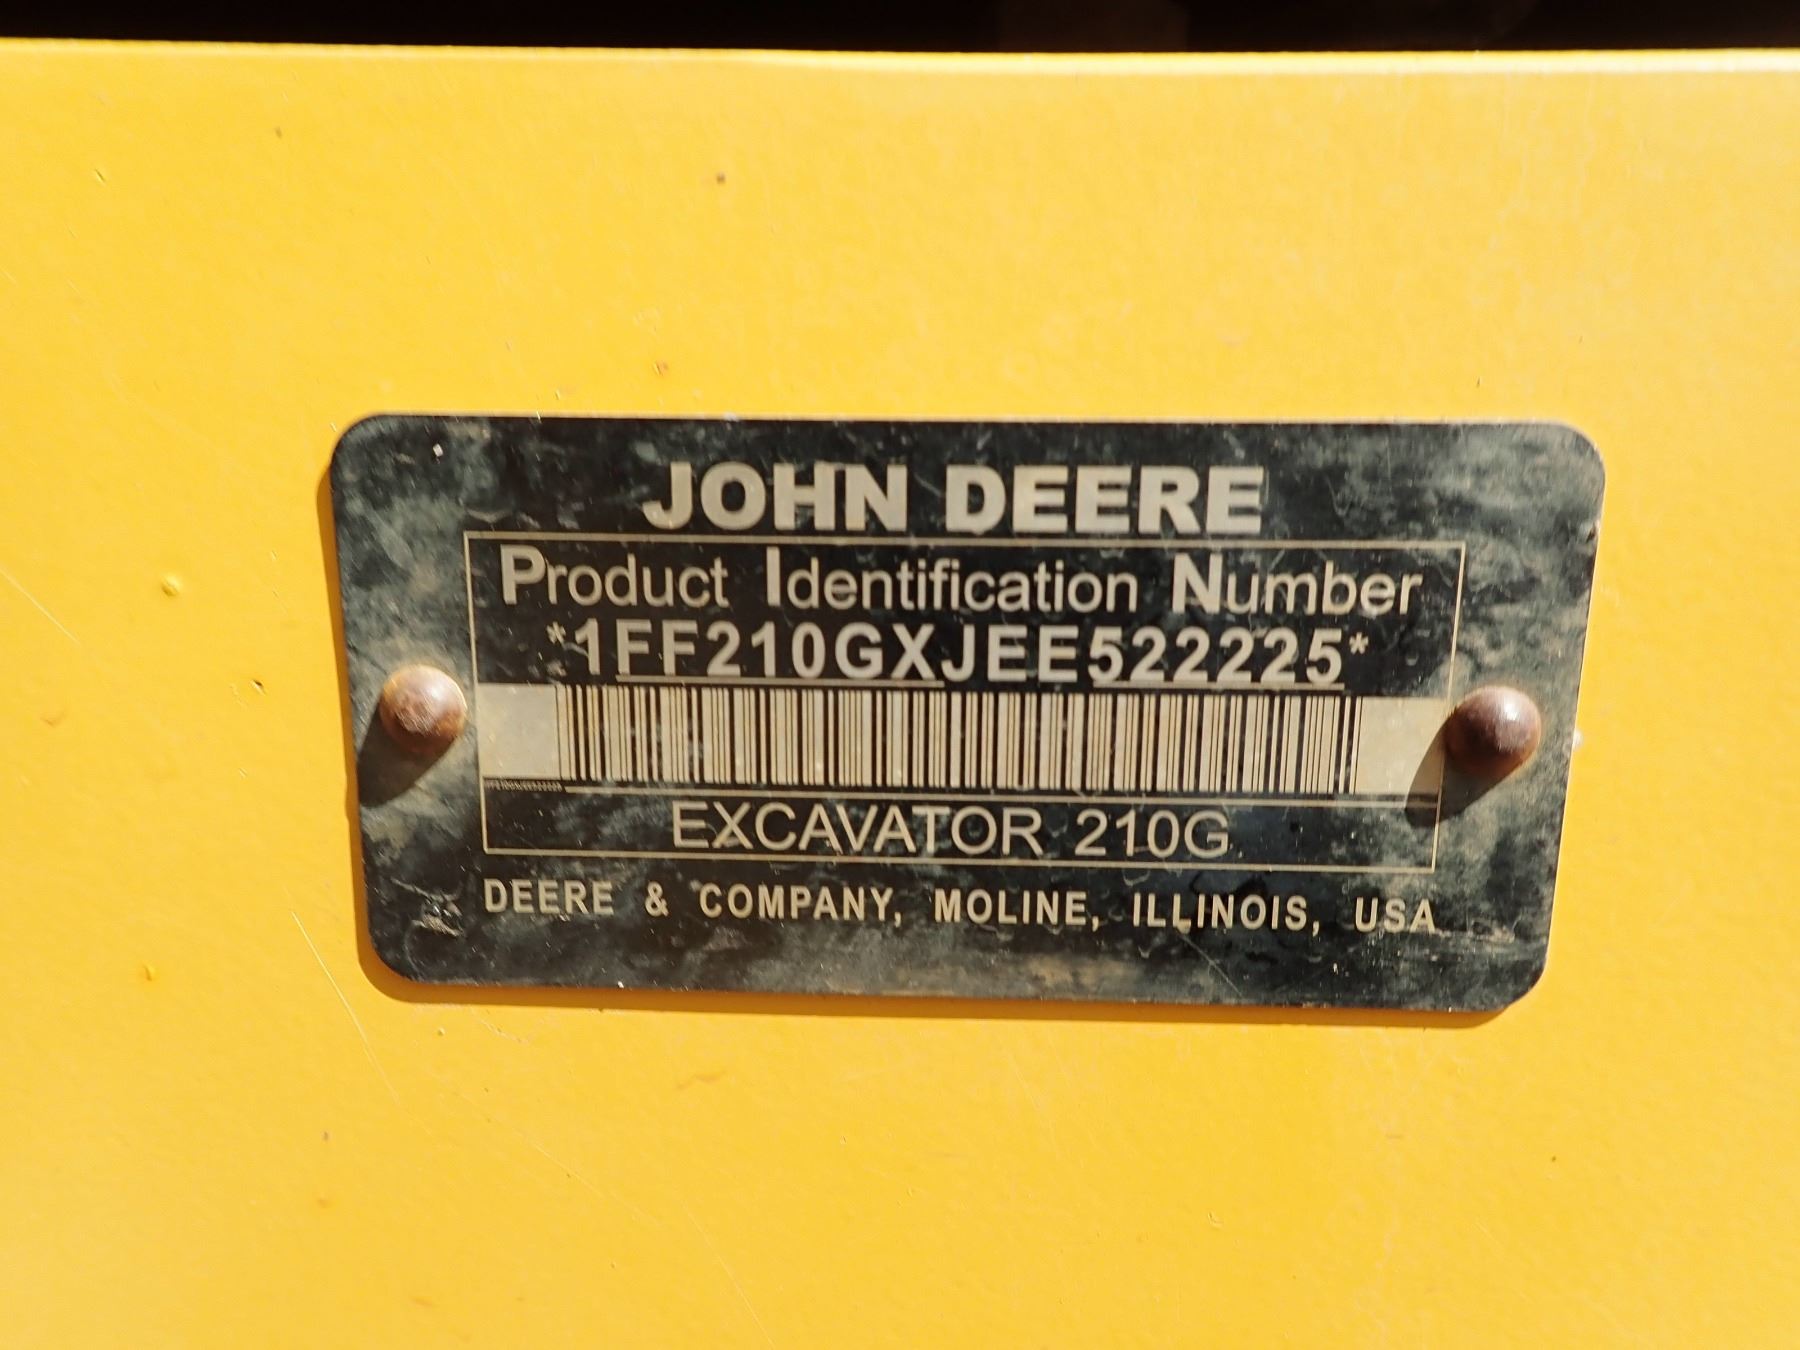 JOHN DEERE
Product Identification Number
*1FF210GXJEE522225*
EXCAVATOR 210G
DEERE & COMPANY, MOLINE, ILLINOIS, USA